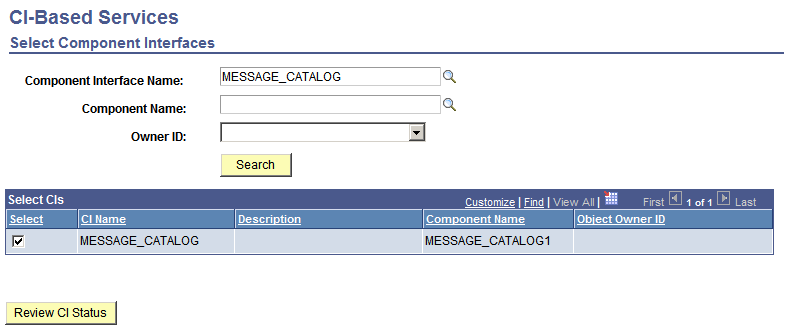 CI-Based Services
Select Component Interfaces
Component Interface Name: MESSAGE_CATALOG
Component Name:
Owner ID:
Search
Select CIs Customize | Find | View All | First 1 of 1 Last
Select CI Name Description Component Name Object Owner ID
MESSAGE_CATALOG MESSAGE_CATALOG1
Review CI Status